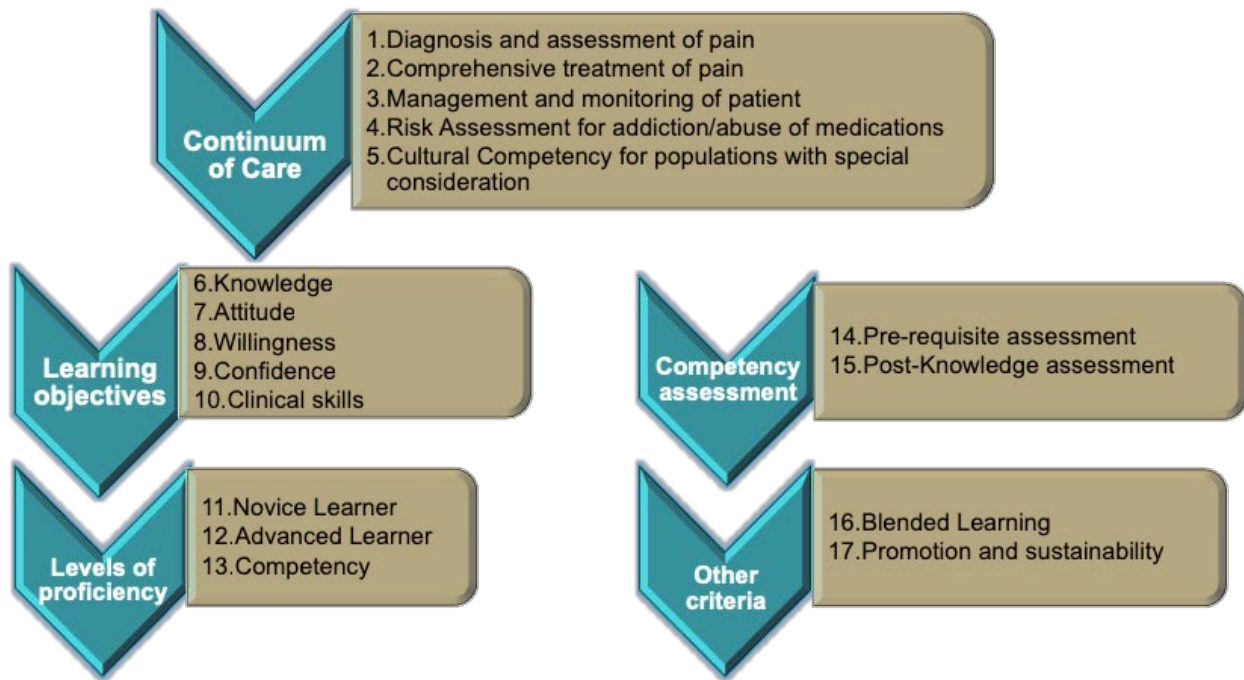 Continuum
of Care
1.Diagnosis and assessment of pain
2.Comprehensive treatment of pain
3.Management and monitoring of patient
4.Risk Assessment for addiction/abuse of medications
5.Cultural Competency for populations with special
consideration
Learning
objectives
6.Knowledge
7.Attitude
8.Willingness
9.Confidence
10.Clinical skills
Competency
assessment
14.Pre-requisite assessment
15.Post-Knowledge assessment
Levels of
proficiency
11.Novice Learner
12.Advanced Learner
13.Competency
Other
criteria
16.Blended Learning
17.Promotion and sustainability